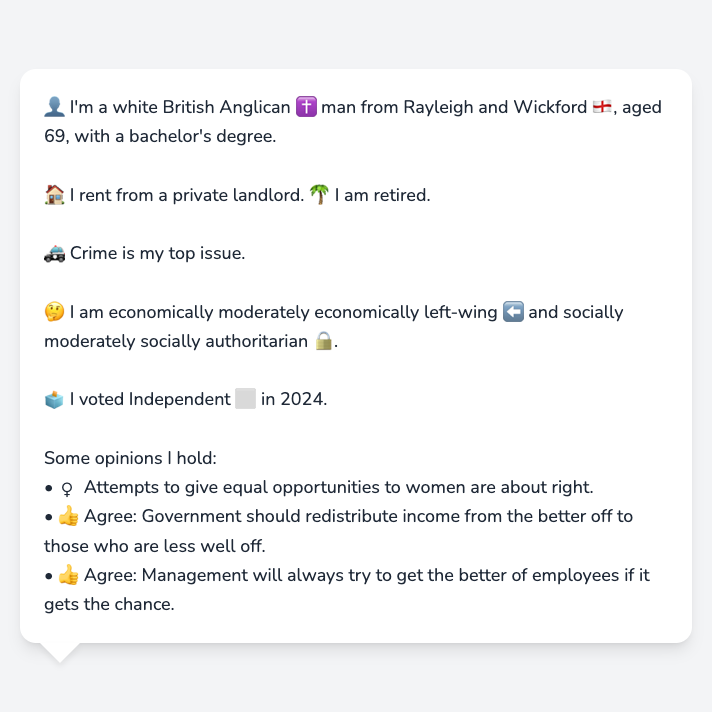 👤 I'm a white British Anglican ✝️ man from Rayleigh and Wickford 🏴󠁧󠁢󠁥󠁮󠁧󠁿, aged
69, with a bachelor's degree.
🏠 I rent from a private landlord. 🌴 I am retired.
🚓 Crime is my top issue.
🤔 I am economically moderately economically left-wing ⬅️ and socially
moderately socially authoritarian 🔒.
🗳️ I voted Independent ⬜ in 2024.
Some opinions I hold:
• ♀ Attempts to give equal opportunities to women are about right.
• 👍 Agree: Government should redistribute income from the better off to
those who are less well off.
• 👍 Agree: Management will always try to get the better of employees if it
gets the chance.